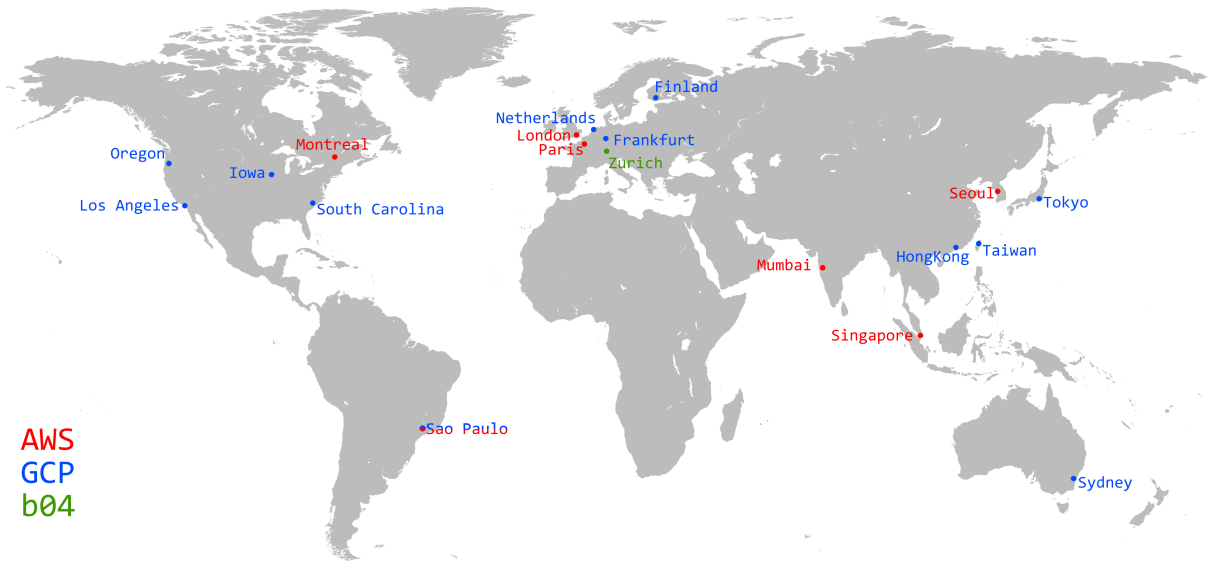 Finland
Netherlands
London
Frankfurt
Montreal
Paris
Oregon
Zurich
Iowa
Seoul
Los Angeles
South Carolina
Tokyo
HongKong
Taiwan
Mumbai
Singapore
Sao Paulo
AWS
GCP
Sydney
b04